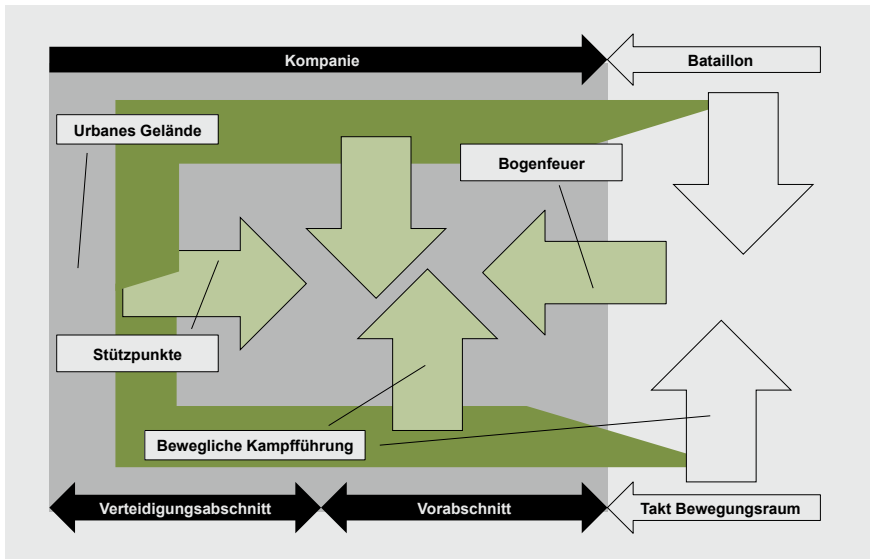 Kompanie
Bataillon
Urbanes Gelände
Bogenfeuer
Stützpunkte
Bewegliche Kampfführung
Verteidigungsabschnitt
Vorabschnitt
Takt Bewegungsraum